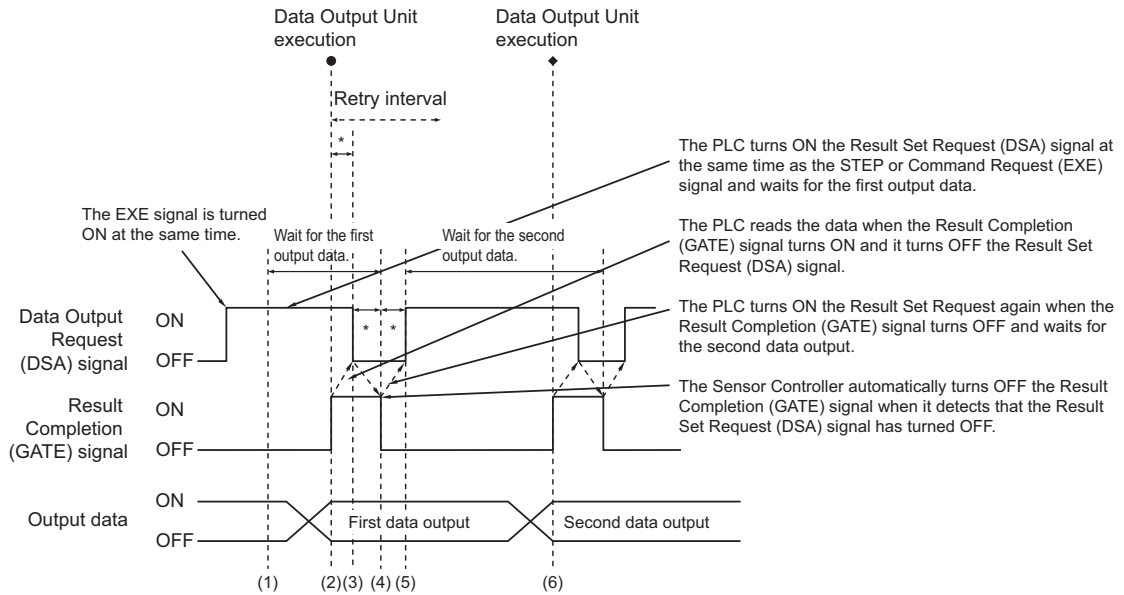 Data Output Unit
execution
Data Output Unit
execution
Retry interval
*
The PLC turns ON the Result Set Request (DSA) signal at
the same time as the STEP or Command Request (EXE)
signal and waits for the first output data.
The EXE signal is turned
ON at the same time.
Wait for the first
output data.
Wait for the second
output data.
The PLC reads the data when the Result Completion
(GATE) signal turns ON and it turns OFF the Result Set
Request (DSA) signal.
Data Output
Request
(DSA) signal
ON
OFF
*
*
The PLC turns ON the Result Set Request again when the
Result Completion (GATE) signal turns OFF and waits for
the second data output.
Result
Completion
(GATE) signal
ON
OFF
The Sensor Controller automatically turns OFF the Result
Completion (GATE) signal when it detects that the Result
Set Request (DSA) signal has turned OFF.
Output data
ON
OFF
First data output
Second data output
(1)
(2)
(3)
(4)
(5)
(6)